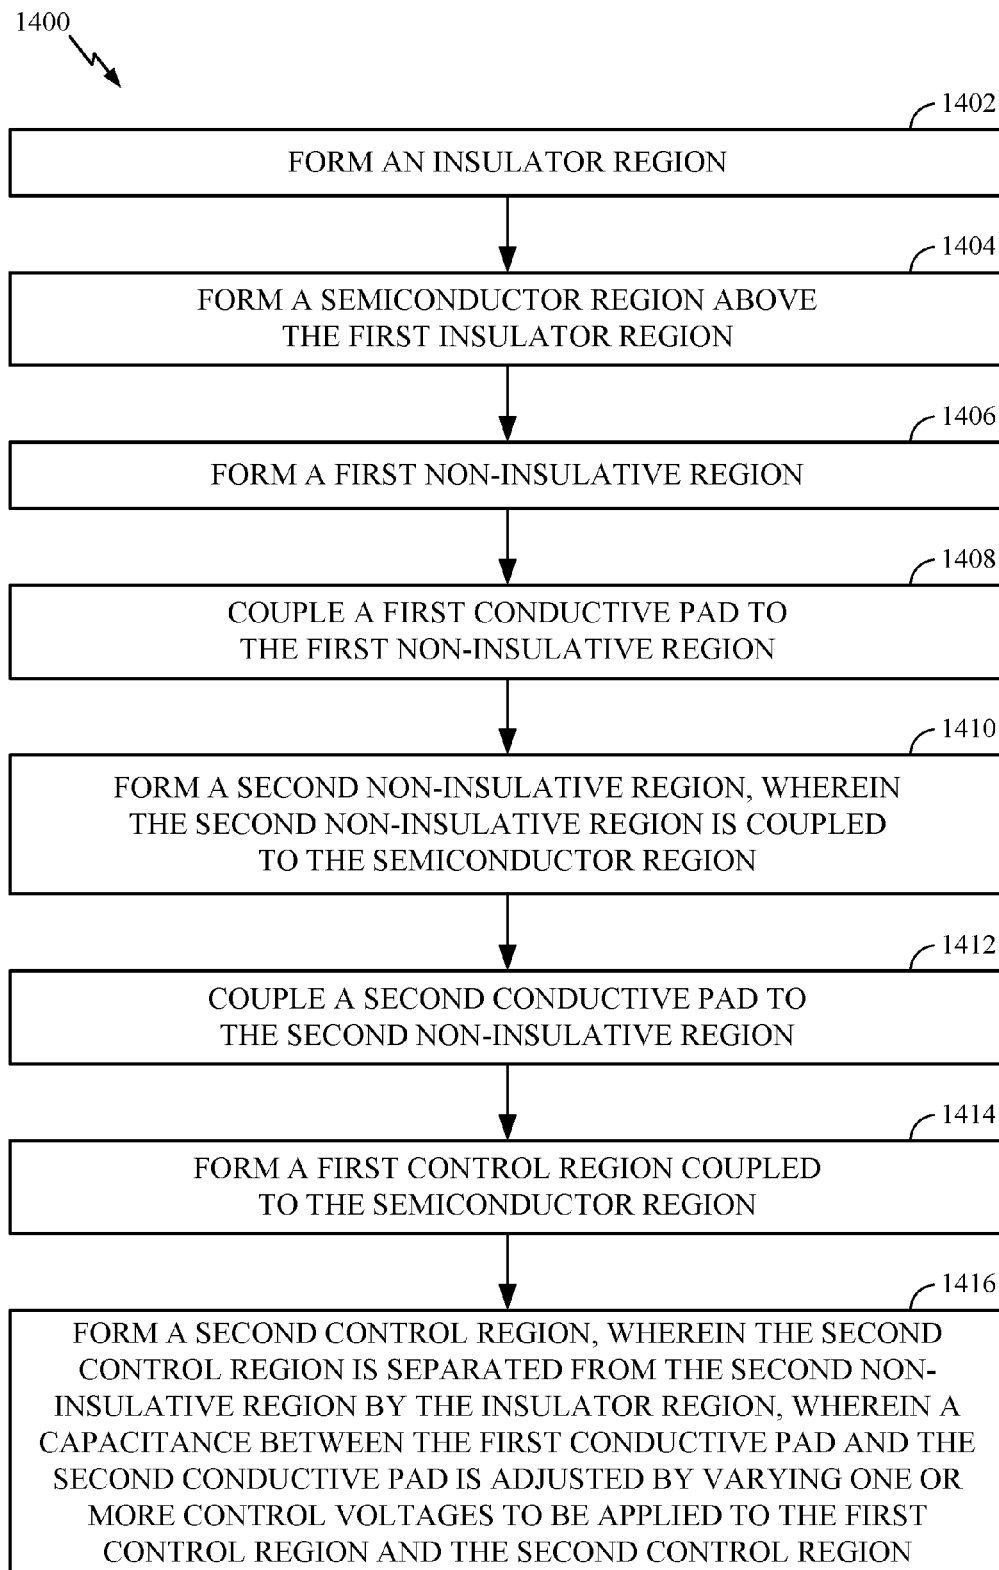 1400
1402
FORM AN INSULATOR REGION
1404
FORM A SEMICONDUCTOR REGION ABOVE
THE FIRST INSULATOR REGION
1406
FORM A FIRST NON-INSULATIVE REGION
1408
COUPLE A FIRST CONDUCTIVE PAD TO
THE FIRST NON-INSULATIVE REGION
1410
FORM A SECOND NON-INSULATIVE REGION, WHEREIN
THE SECOND NON-INSULATIVE REGION IS COUPLED
TO THE SEMICONDUCTOR REGION
1412
COUPLE A SECOND CONDUCTIVE PAD TO
THE SECOND NON-INSULATIVE REGION
1414
FORM A FIRST CONTROL REGION COUPLED
TO THE SEMICONDUCTOR REGION
1416
FORM A SECOND CONTROL REGION, WHEREIN THE SECOND
CONTROL REGION IS SEPARATED FROM THE SECOND NON-
INSULATIVE REGION BY THE INSULATOR REGION, WHEREIN A
CAPACITANCE BETWEEN THE FIRST CONDUCTIVE PAD AND THE
SECOND CONDUCTIVE PAD IS ADJUSTED BY VARYING ONE OR
MORE CONTROL VOLTAGES TO BE APPLIED TO THE FIRST
CONTROL REGION AND THE SECOND CONTROL REGION